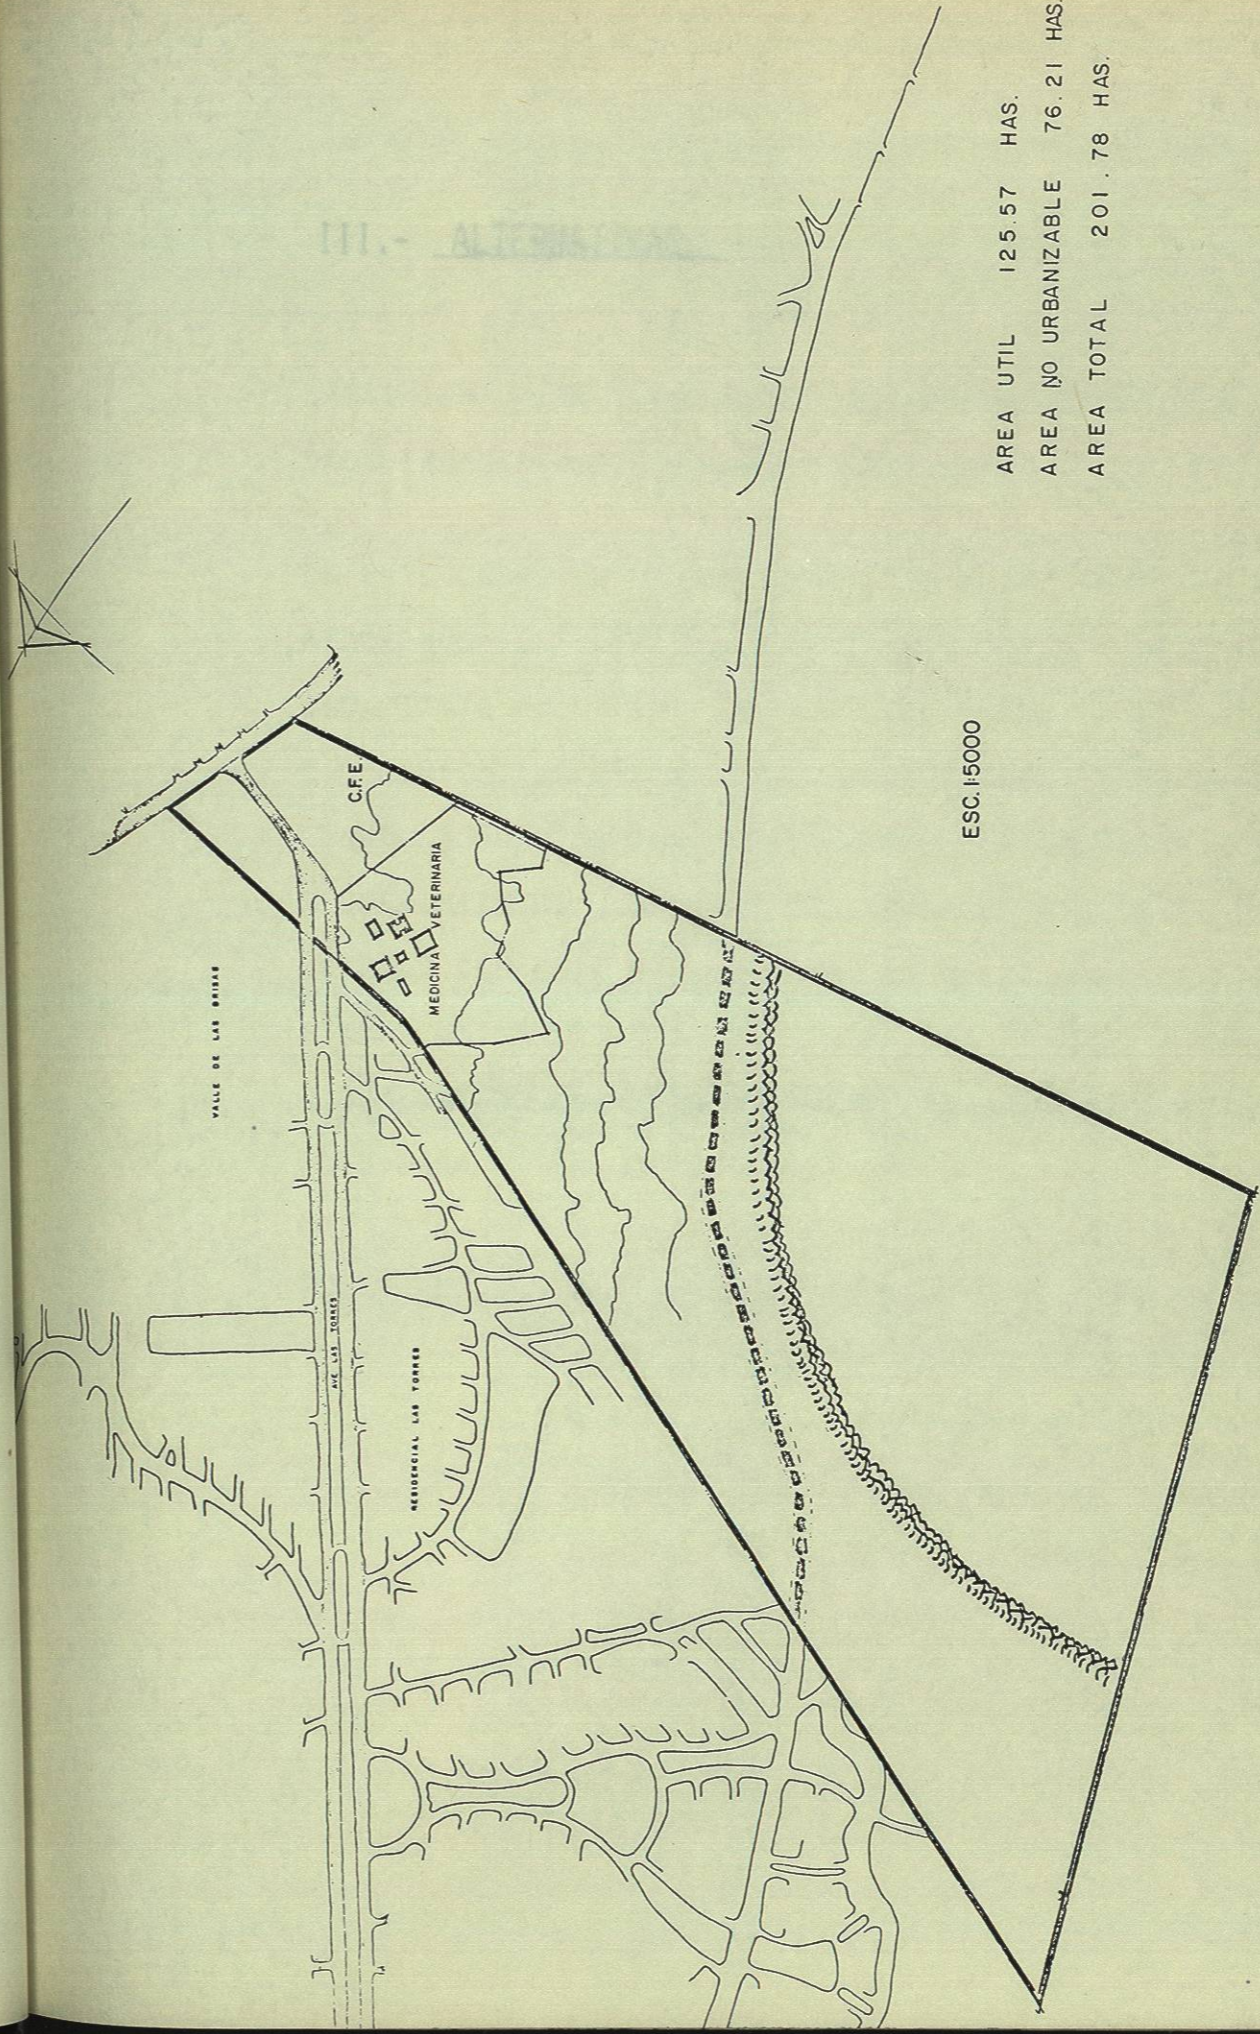 VALLE DE LAS BRISAS
AVE. LAS TORRES
C.F.E.
MEDICINA VETERINARIA
RESIDENCIAL LAS TORRES
ESC. 1:5000
AREA UTIL 125.57 HAS.
AREA NO URBANIZABLE 76.21 HAS.
AREA TOTAL 201.78 HAS.